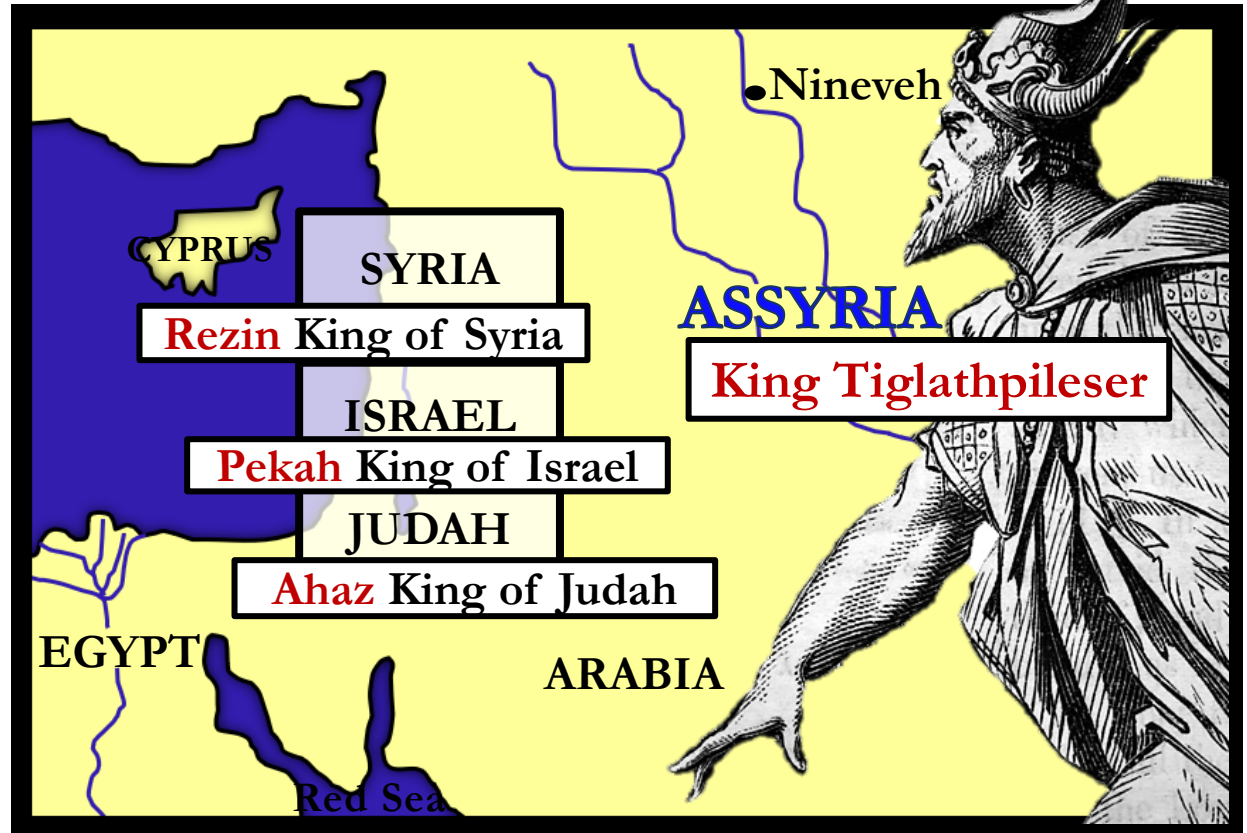 Nineveh
CYPRUS
SYRIA
ASSYRIA
Rezin King of Syria
King Tiglathpileser
ISRAEL
Pekah King of Israel
JUDAH
Ahaz King of Judah
EGYPT
ARABIA
Red Sea